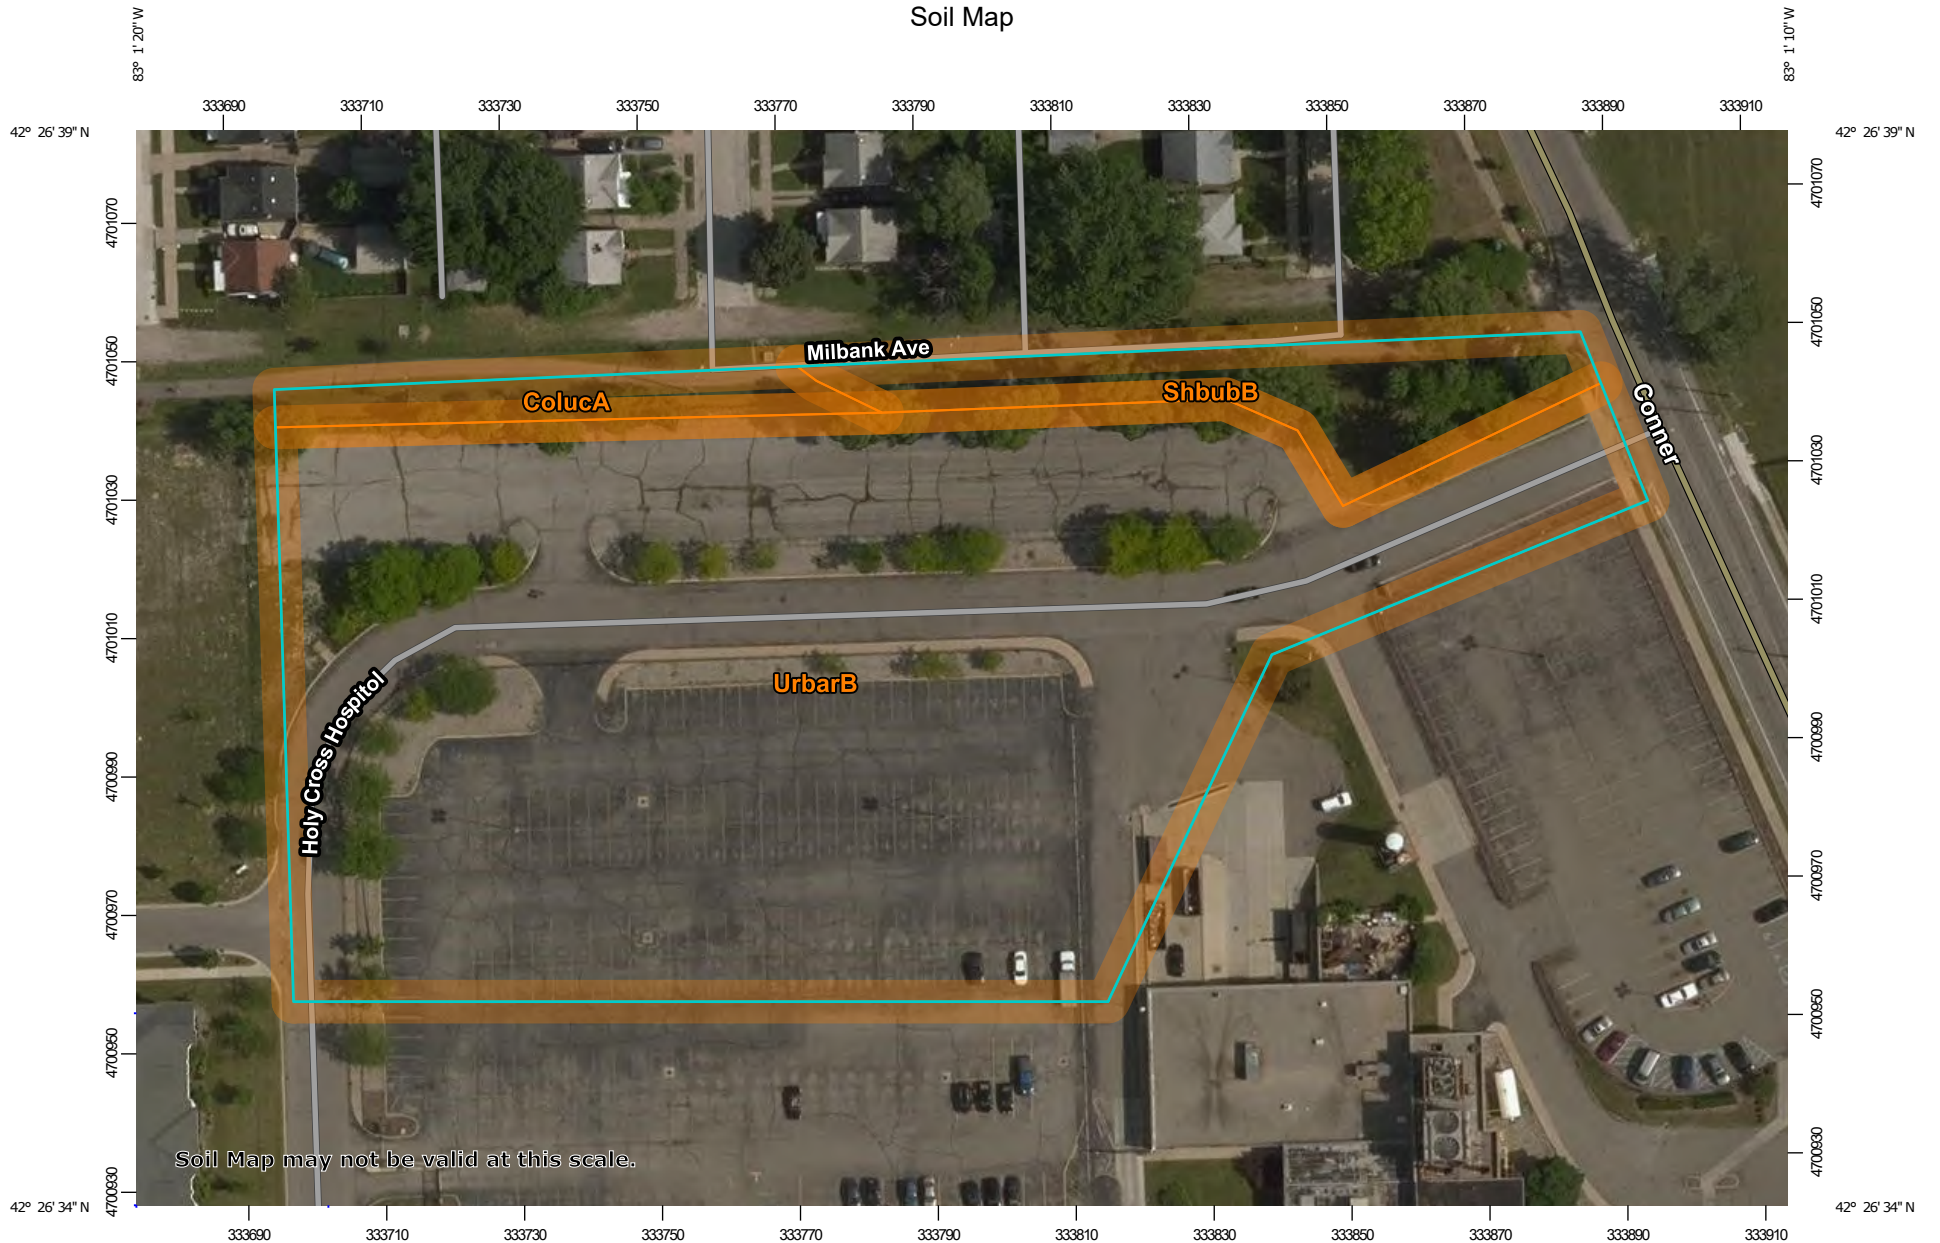 Soil Map
83° 1' 20" W
83° 1' 10" W
333690 333710 333730 333750 333770 333790 333810 333830 333850 333870 333890 333910
42° 26' 39" N
42° 26' 39" N
4701070
4701070
4701050
4701050
Milbank Ave
ColucA
ShbubB
Conner
4701030
4701030
4701010
4701010
UrbarB
Holy Cross Hospitol
4700990
4700990
4700970
4700970
4700950
4700950
4700930
4700930
Soil Map may not be valid at this scale.
42° 26' 34" N
42° 26' 34" N
333690 333710 333730 333750 333770 333790 333810 333830 333850 333870 333890 333910